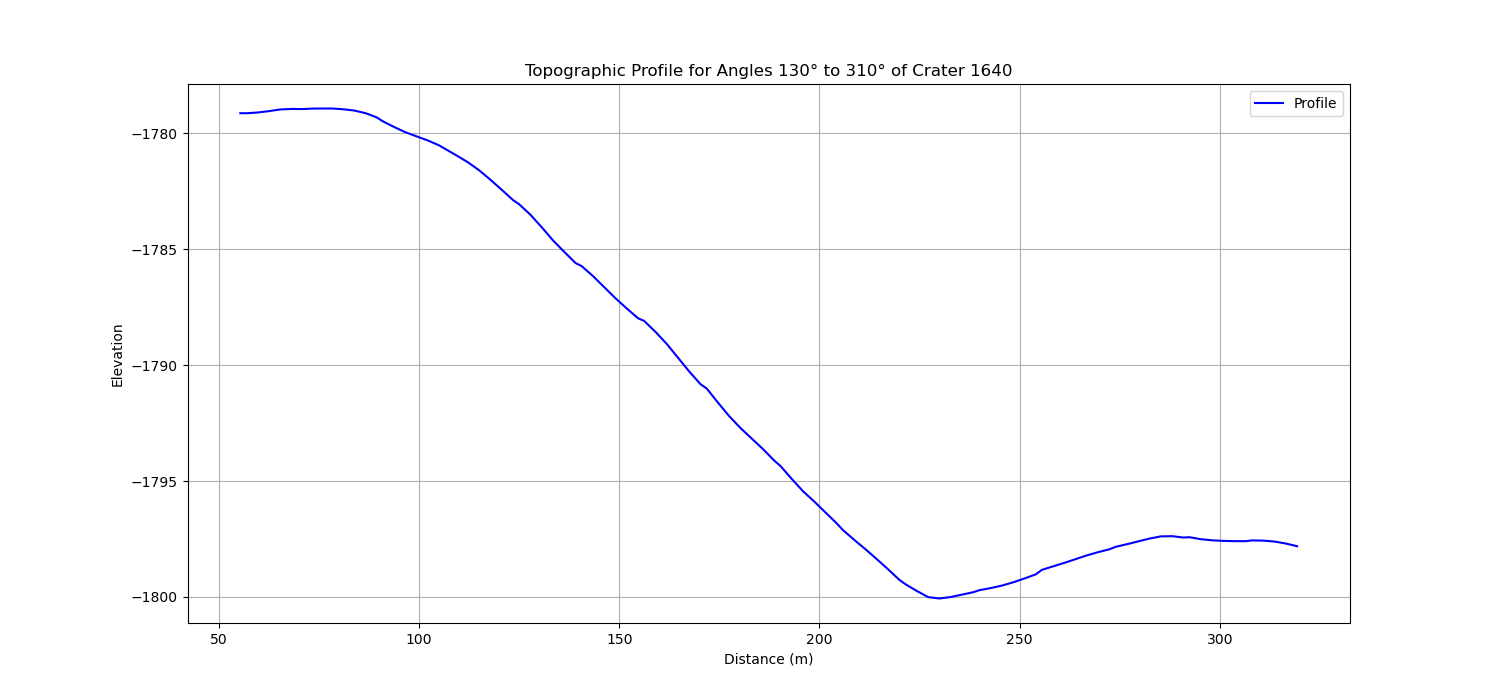 Topographic Profile for Angles 130° to 310° of Crater 1640
Profile
Elevation
−1780
−1785
−1790
−1795
−1800
50 100 150 200 250 300
Distance (m)